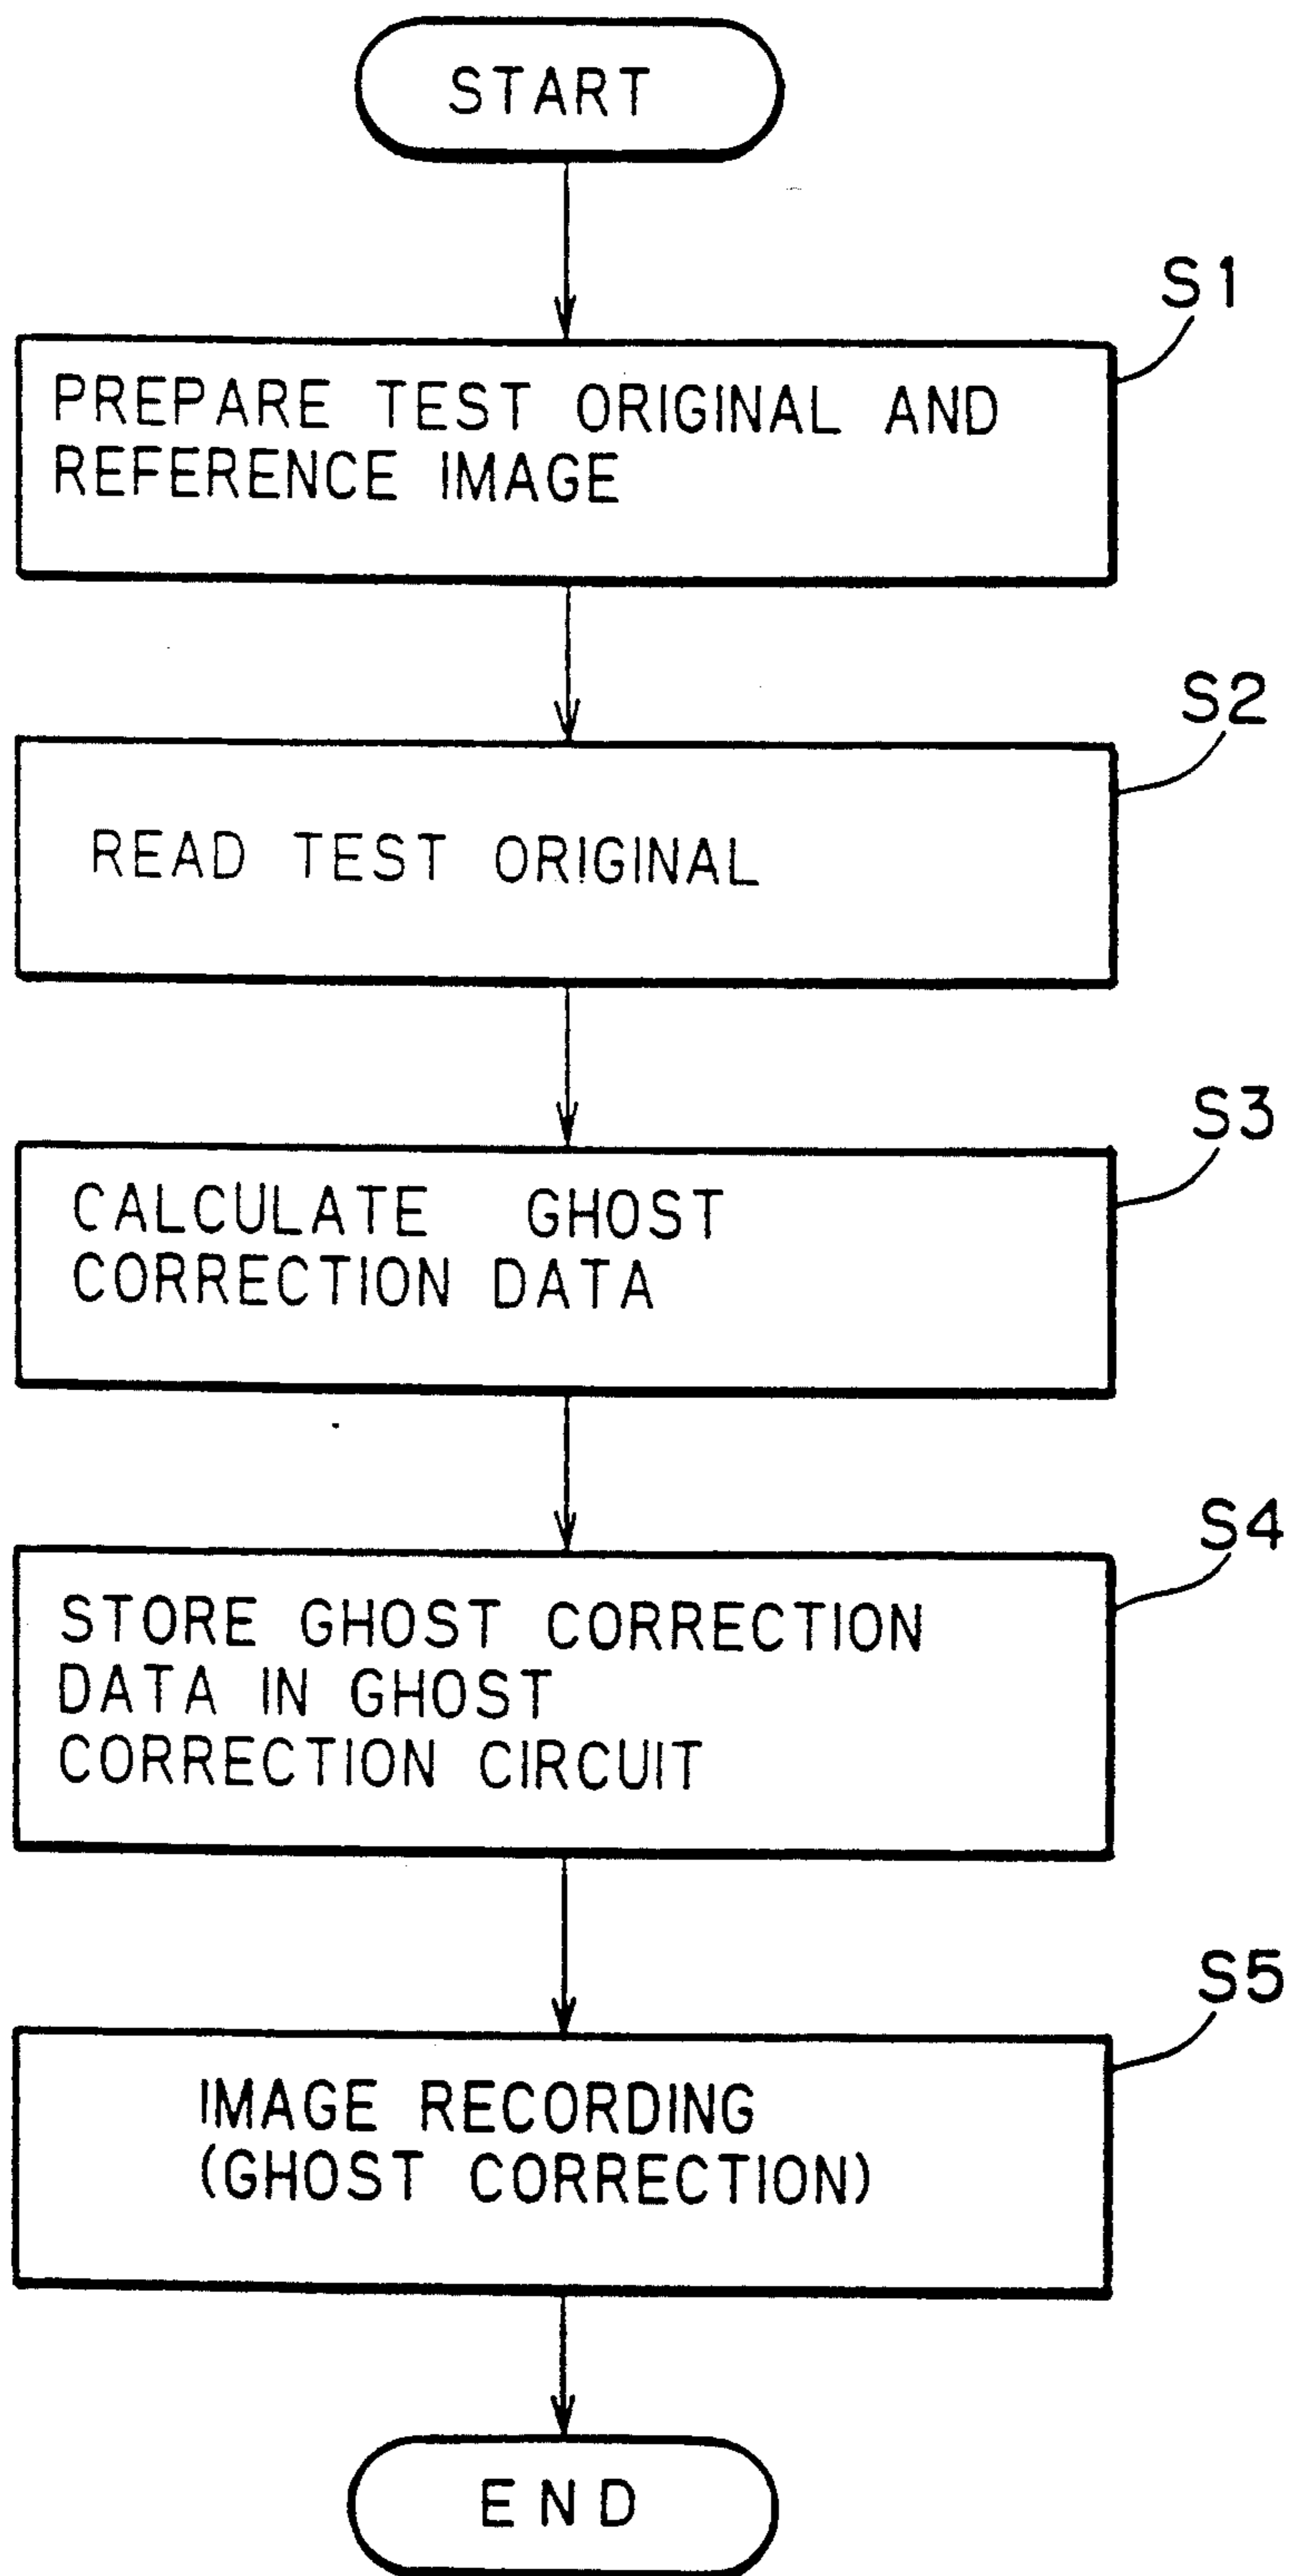 START
S1
PREPARE TEST ORIGINAL AND
REFERENCE IMAGE
S2
READ TEST ORIGINAL
S3
CALCULATE GHOST
CORRECTION DATA
S4
STORE GHOST CORRECTION
DATA IN GHOST
CORRECTION CIRCUIT
S5
IMAGE RECORDING
(GHOST CORRECTION)
END